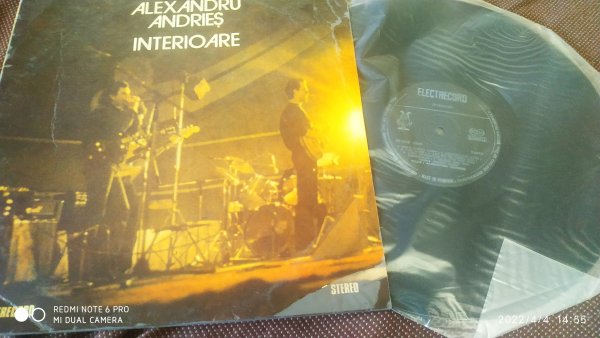 ALEXANDRU
ANDRIEȘ
INTERIOARE
ELECTRECORD
STEREO
REDMI NOTE 6 PRO
MI DUAL CAMERA
2022/4/4 14:55